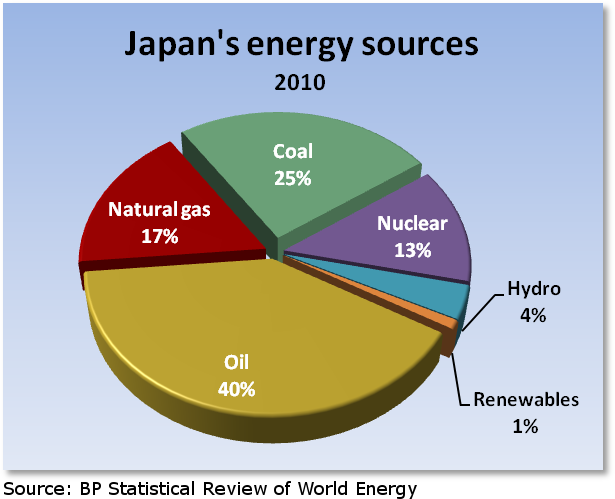 Japan's energy sources
2010
Coal
25%
Natural gas
17%
Nuclear
13%
Hydro
4%
Oil
40%
Renewables
1%
Source: BP Statistical Review of World Energy